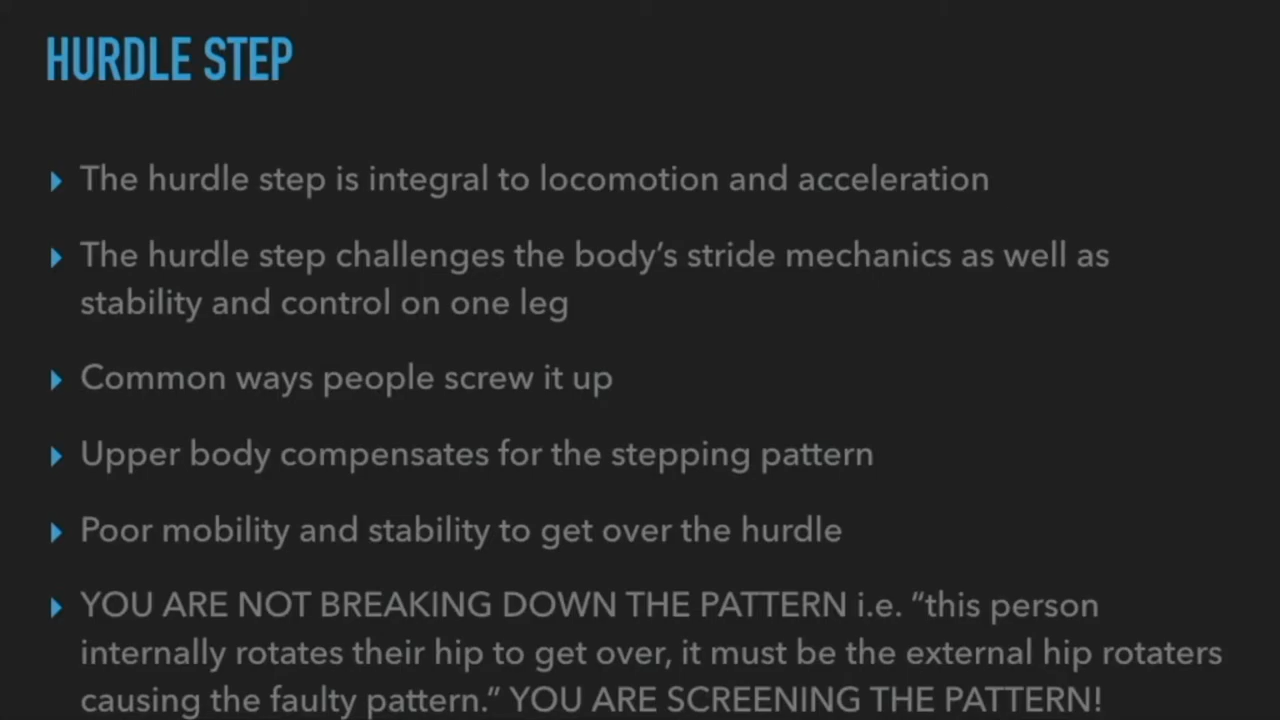 HURDLE STEP
The hurdle step is integral to locomotion and acceleration
The hurdle step challenges the body’s stride mechanics as well as
stability and control on one leg
Common ways people screw it up
Upper body compensates for the stepping pattern
Poor mobility and stability to get over the hurdle
YOU ARE NOT BREAKING DOWN THE PATTERN i.e. “this person
internally rotates their hip to get over, it must be the external hip rotaters
causing the faulty pattern.” YOU ARE SCREENING THE PATTERN!